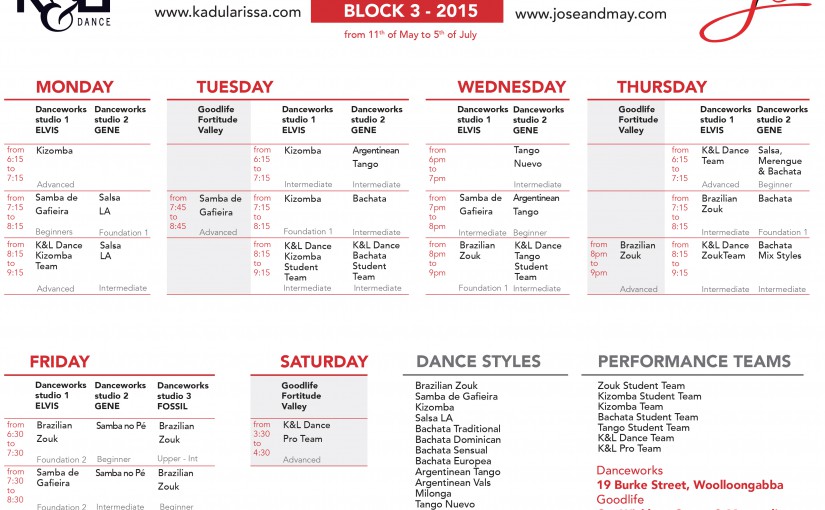 K&L
& DANCE
www.kadularissa.com
BLOCK 3 - 2015
www.joseandmay.com
from 11th of May to 5th of July
MONDAY
Danceworks studio 1 ELVIS
Danceworks studio 2 GENE
from 6:15 to 7:15
Kizomba
Advanced
from 7:15 to 8:15
Samba de Gafieira
Beginners
Salsa LA
Foundation 1
from 8:15 to 9:15
K&L Dance Kizomba Team
Advanced
Salsa LA
Intermediate
TUESDAY
Goodlife Fortitude Valley
Danceworks studio 1 ELVIS
Danceworks studio 2 GENE
from 6:15 to 7:15
Kizomba
Intermediate
Argentinean Tango
Intermediate
from 7:45 to 8:45
Samba de Gafieira
Advanced
from 7:15 to 8:15
Kizomba
Foundation 1
Bachata
Intermediate
from 8:15 to 9:15
K&L Dance Kizomba Student Team
Intermediate
K&L Dance Bachata Student Team
Intermediate
WEDNESDAY
Danceworks studio 1 ELVIS
Danceworks studio 2 GENE
from 6pm to 7pm
Tango Nuevo
Intermediate
from 7pm to 8pm
Samba de Gafieira
Intermediate
Argentinean Tango
Beginner
from 8pm to 9pm
Brazilian Zouk
Foundation 1
K&L Dance Tango Student Team
Intermediate
THURSDAY
Goodlife Fortitude Valley
Danceworks studio 1 ELVIS
Danceworks studio 2 GENE
from 6:15 to 7:15
K&L Dance Team
Advanced
Salsa, Merengue & Bachata
Beginner
from 7:15 to 8:15
Brazilian Zouk
Intermediate
Bachata
Foundation 1
from 8pm to 9pm
Brazilian Zouk
Advanced
from 8:15 to 9:15
K&L Dance ZoukTeam
Intermediate
Bachata Mix Styles
Intermediate
FRIDAY
Danceworks studio 1 ELVIS
Danceworks studio 2 GENE
Danceworks studio 3 FOSSIL
from 6:30 to 7:30
Brazilian Zouk
Foundation 2
Samba no Pé
Beginner
Brazilian Zouk
Upper - Int
from 7:30 to 8:30
Samba de Gafieira
Foundation 2
Samba no Pé
Intermediate
Brazilian Zouk
Beginner
SATURDAY
Goodlife Fortitude Valley
from 3:30 to 4:30
K&L Dance Pro Team
Advanced
DANCE STYLES
Brazilian Zouk
Samba de Gafieira
Kizomba
Salsa LA
Bachata Traditional
Bachata Dominican
Bachata Sensual
Bachata Europea
Argentinean Tango
Argentinean Vals
Milonga
Tango Nuevo
PERFORMANCE TEAMS
Zouk Student Team
Kizomba Student Team
Kizomba Team
Bachata Student Team
Tango Student Team
K&L Dance Team
K&L Pro Team
Danceworks
19 Burke Street, Woolloongabba
Goodlife